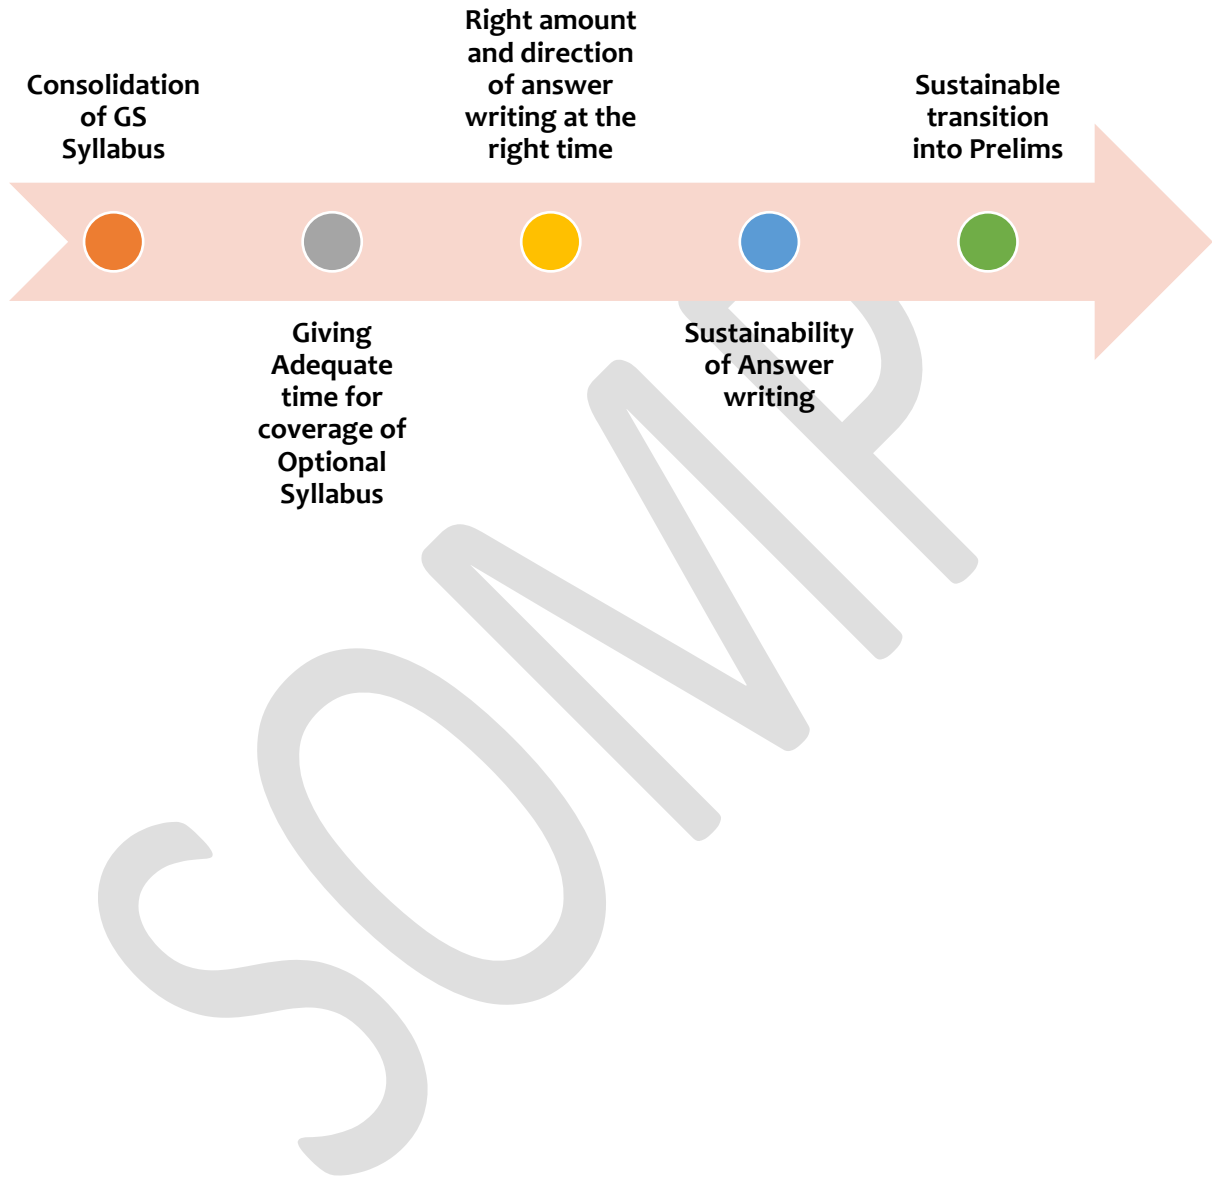 Consolidation
of GS
Syllabus
Giving
Adequate
time for
coverage of
Optional
Syllabus
Right amount
and direction
of answer
writing at the
right time
Sustainability
of Answer
writing
Sustainable
transition
into Prelims
SOMP